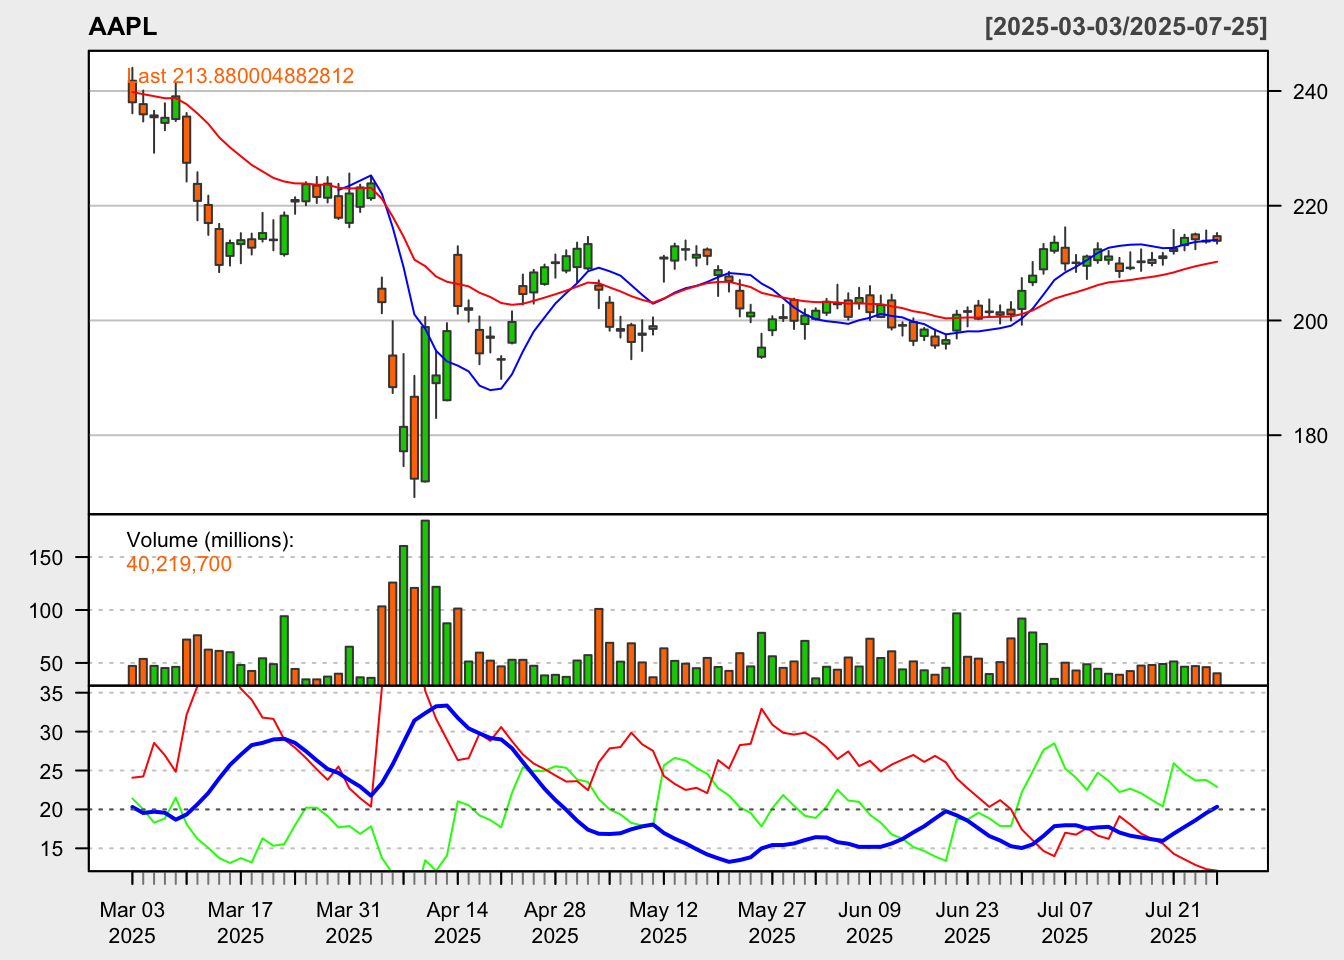 AAPL [2025-03-03/2025-07-25]
Last 213.880004882812
240
220
200
180
Volume (millions):
40,219,700
150
100
50
35
30
25
20
15
Mar 03 Mar 17 Mar 31 Apr 14 Apr 28 May 12 May 27 Jun 09 Jun 23 Jul 07 Jul 21
2025 2025 2025 2025 2025 2025 2025 2025 2025 2025 2025